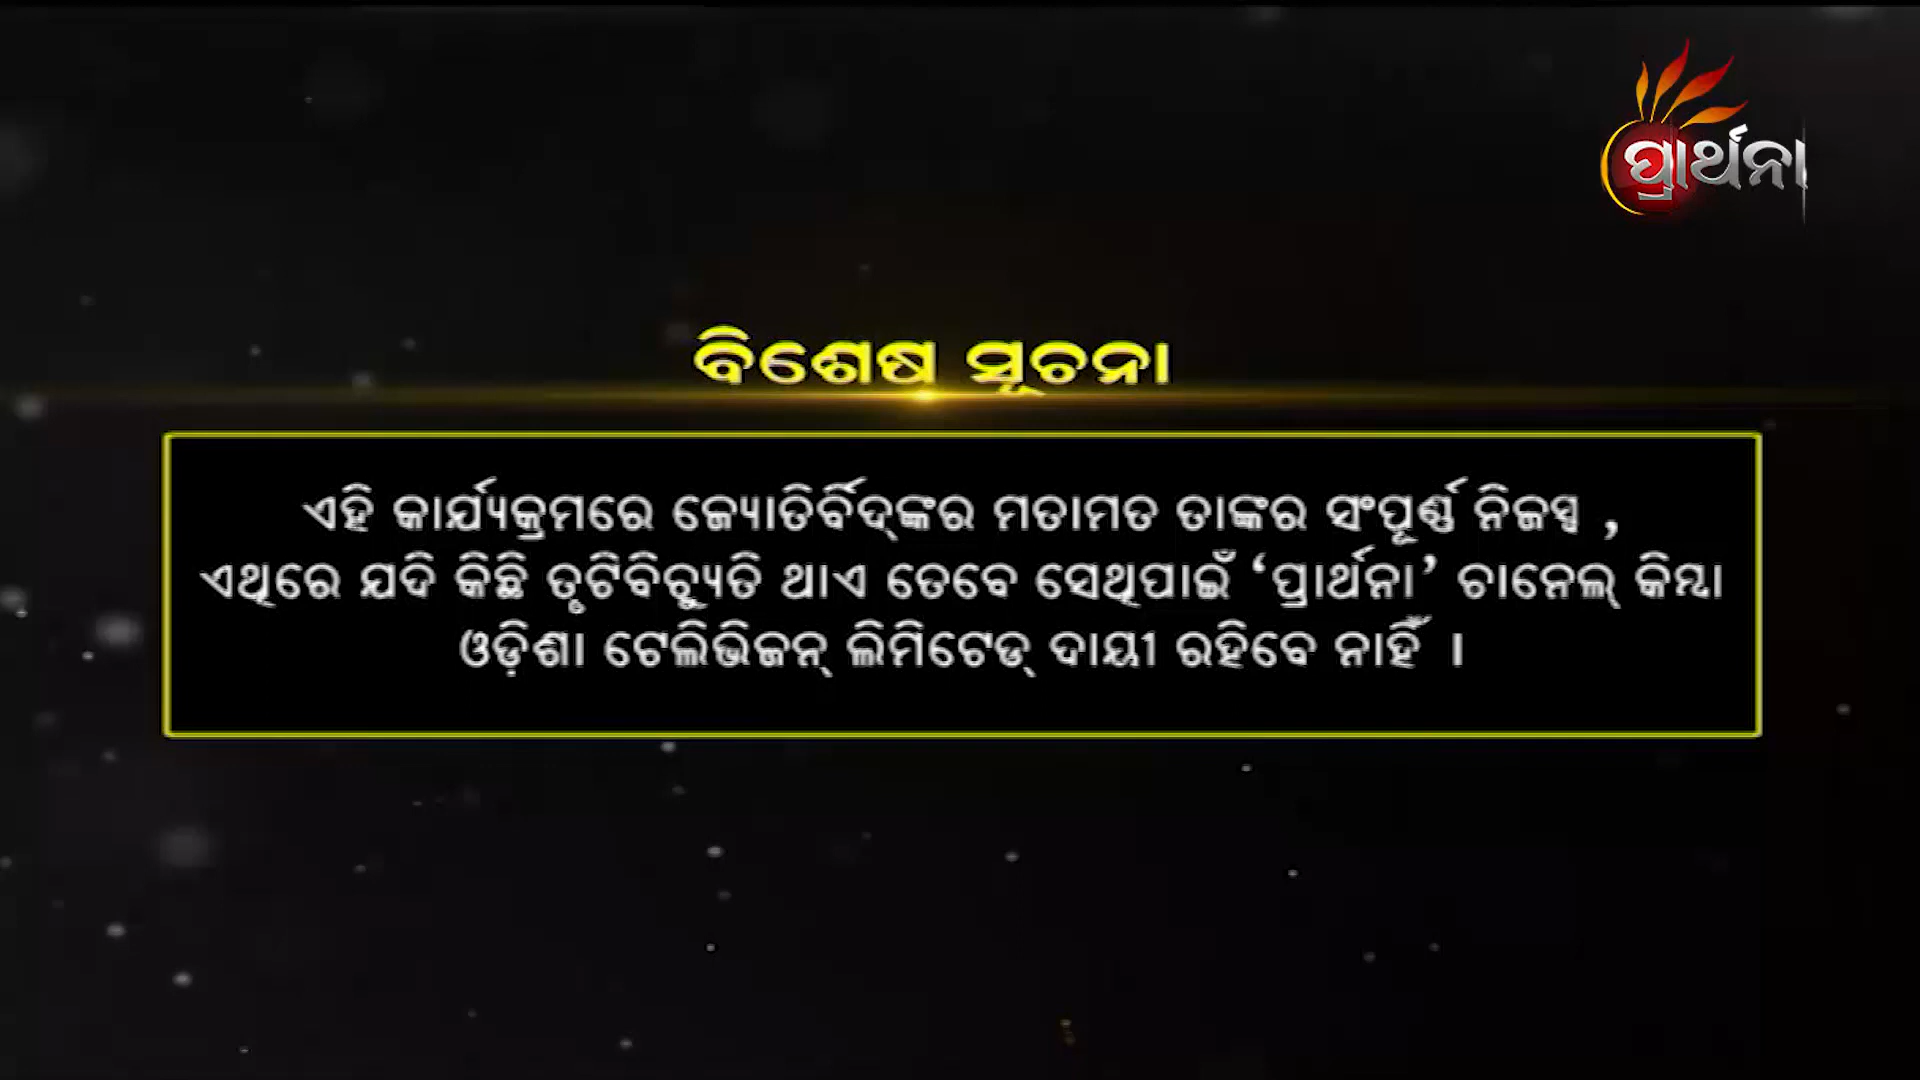 ପ୍ରାର୍ଥନା
ବିଶେଷ ସୂଚନା
ଏହି କାର୍ଯ୍ୟକ୍ରମରେ ଜ୍ୟୋତିର୍ବିଦ୍‌ଙ୍କର ମତାମତ ତାଙ୍କର ସଂପୂର୍ଣ୍ଣ ନିଜସ୍ୱ ,
ଏଥିରେ ଯଦି କିଛି ତୃଟିବିଚ୍ୟୁତି ଥାଏ ତେବେ ସେଥିପାଇଁ ‘ପ୍ରାର୍ଥନା’ ଚାନେଲ୍ କିମ୍ବା
ଓଡ଼ିଶା ଟେଲିଭିଜନ୍ ଲିମିଟେଡ୍ ଦାୟୀ ରହିବେ ନାହିଁ ।